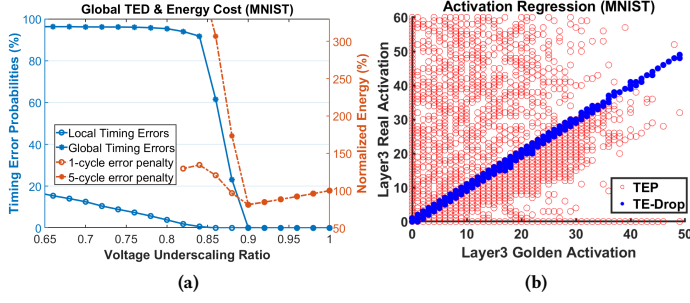 Global TED & Energy Cost (MNIST)
Timing Error Probabilities (%)
100
80
60
40
20
0
Local Timing Errors
Global Timing Errors
1-cycle error penalty
5-cycle error penalty
300
250
200
150
100
50
Normalized Energy (%)
0.65 0.7 0.75 0.8 0.85 0.9 0.95 1
Voltage Underscaling Ratio
(a)
Activation Regression (MNIST)
Layer3 Real Activation
60
50
40
30
20
10
0
TEP
TE-Drop
0 10 20 30 40 50
Layer3 Golden Activation
(b)